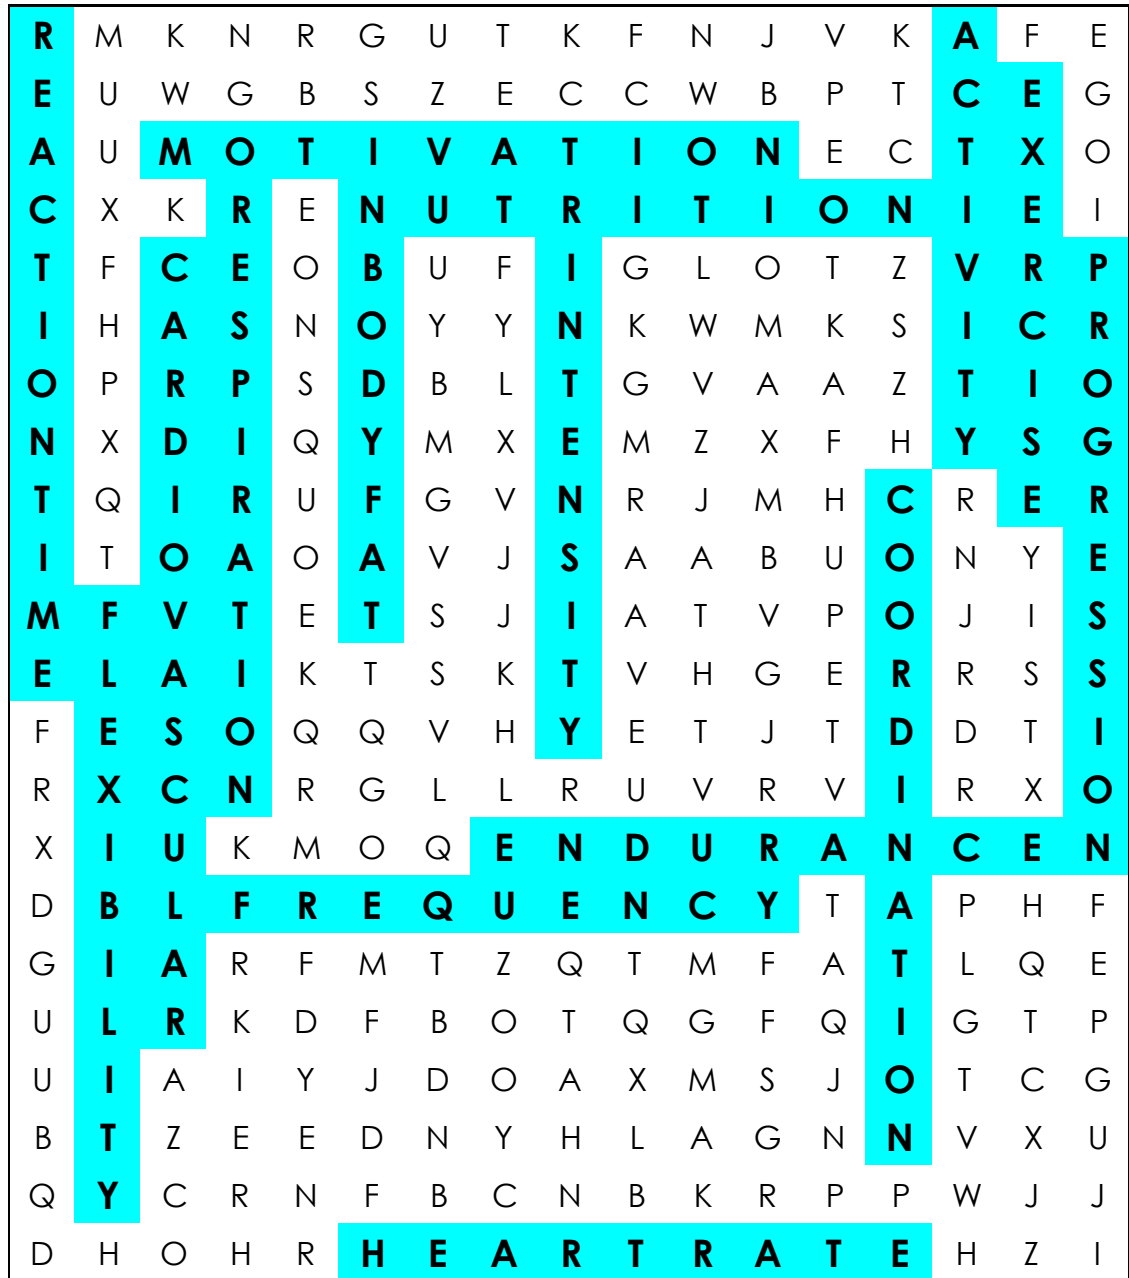 R M K N R G U T K F N J V K A F E
E U W G B S Z E C C W B P T C E G
A U M O T I V A T I O N E C T X O
C X K R E N U T R I T I O N I E I
T F C E O B U F I G L O T Z V R P
I H A S N O Y Y N K W M K S I C R
O P R P S D B L T G V A A Z T I O
N X D I Q Y M X E M Z X F H Y S G
T Q I R U F G V N R J M H C R E R
I T O A O A V J S A A B U O N Y E
M F V T E T S J I A T V P O J I S
E L A I K T S K T V H G E R R S S
F E S O Q Q V H Y E T J T D D T I
R X C N R G L L R U V R V I R X O
X I U K M O Q E N D U R A N C E N
D B L F R E Q U E N C Y T A P H F
G I A R F M T Z Q T M F A T L Q E
U L R K D F B O T Q G F Q I G T P
U I A I Y J D O A X M S J O T C G
B T Z E E D N Y H L A G N N V X U
Q Y C R N F B C N B K R P P W J J
D H O H R H E A R T R A T E H Z I